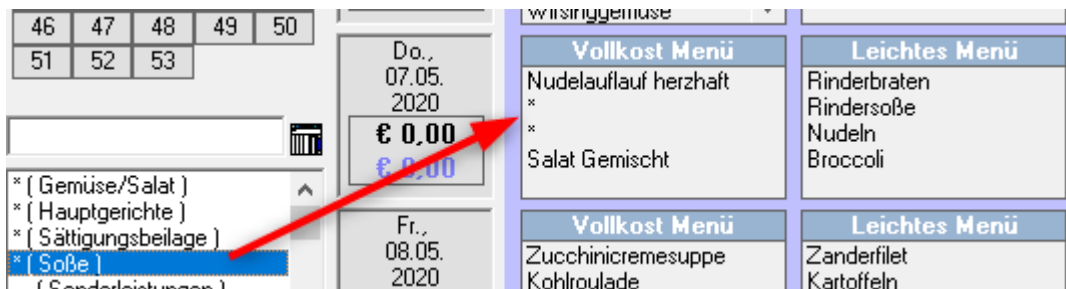 46 47 48 49 50
51 52 53
* ( Gemüse/Salat )
* ( Hauptgerichte )
* ( Sättigungsbeilage )
* ( Soße )
( Sonderleistungen )
Do.,
07.05.
2020
€ 0,00
€ 0,00
Fr.,
08.05.
2020
Wirsinggemüse
Vollkost Menü
Nudelauflauf herzhaft
*
*
Salat Gemischt
Vollkost Menü
Zucchinicremesuppe
Kohlroulade
Leichtes Menü
Rinderbraten
Rindersoße
Nudeln
Broccoli
Leichtes Menü
Zanderfilet
Kartoffeln